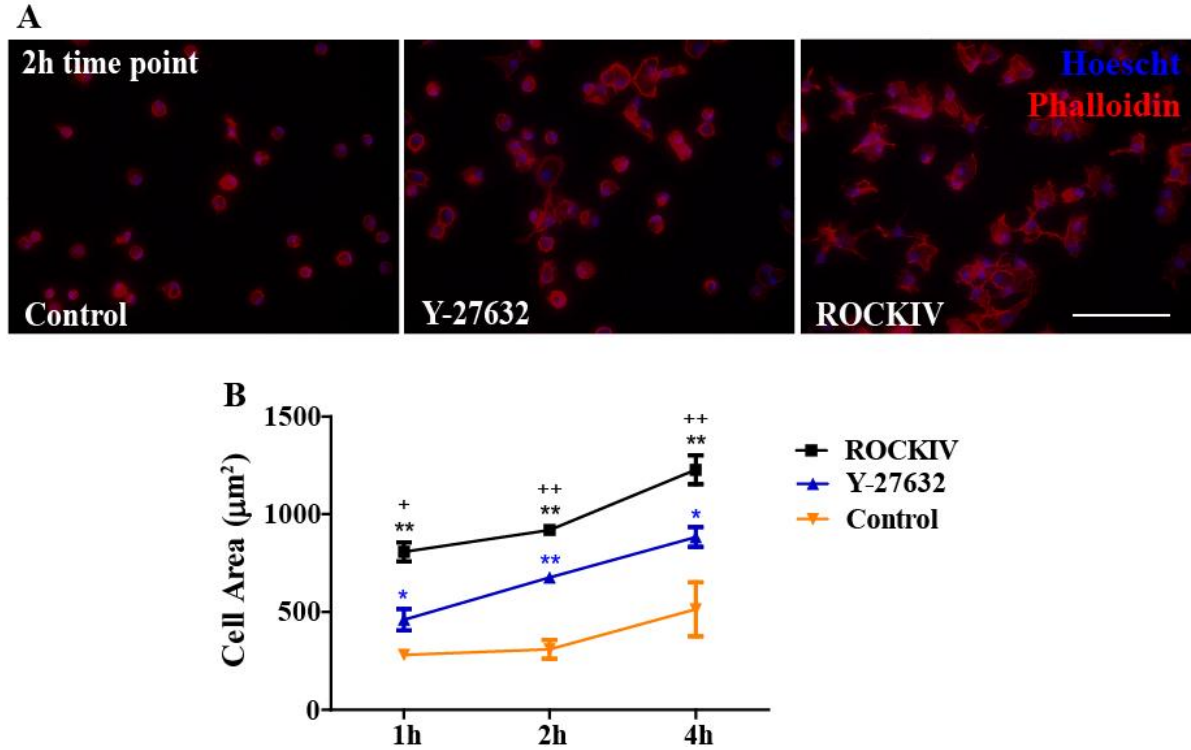 A
2h time point
Hoescht
Phalloidin
Control
Y-27632
ROCKIV
B
Cell Area (µm²)
1500
1000
500
0
+
**
++
**
++
**
*
**
*
1h
2h
4h
ROCKIV
Y-27632
Control